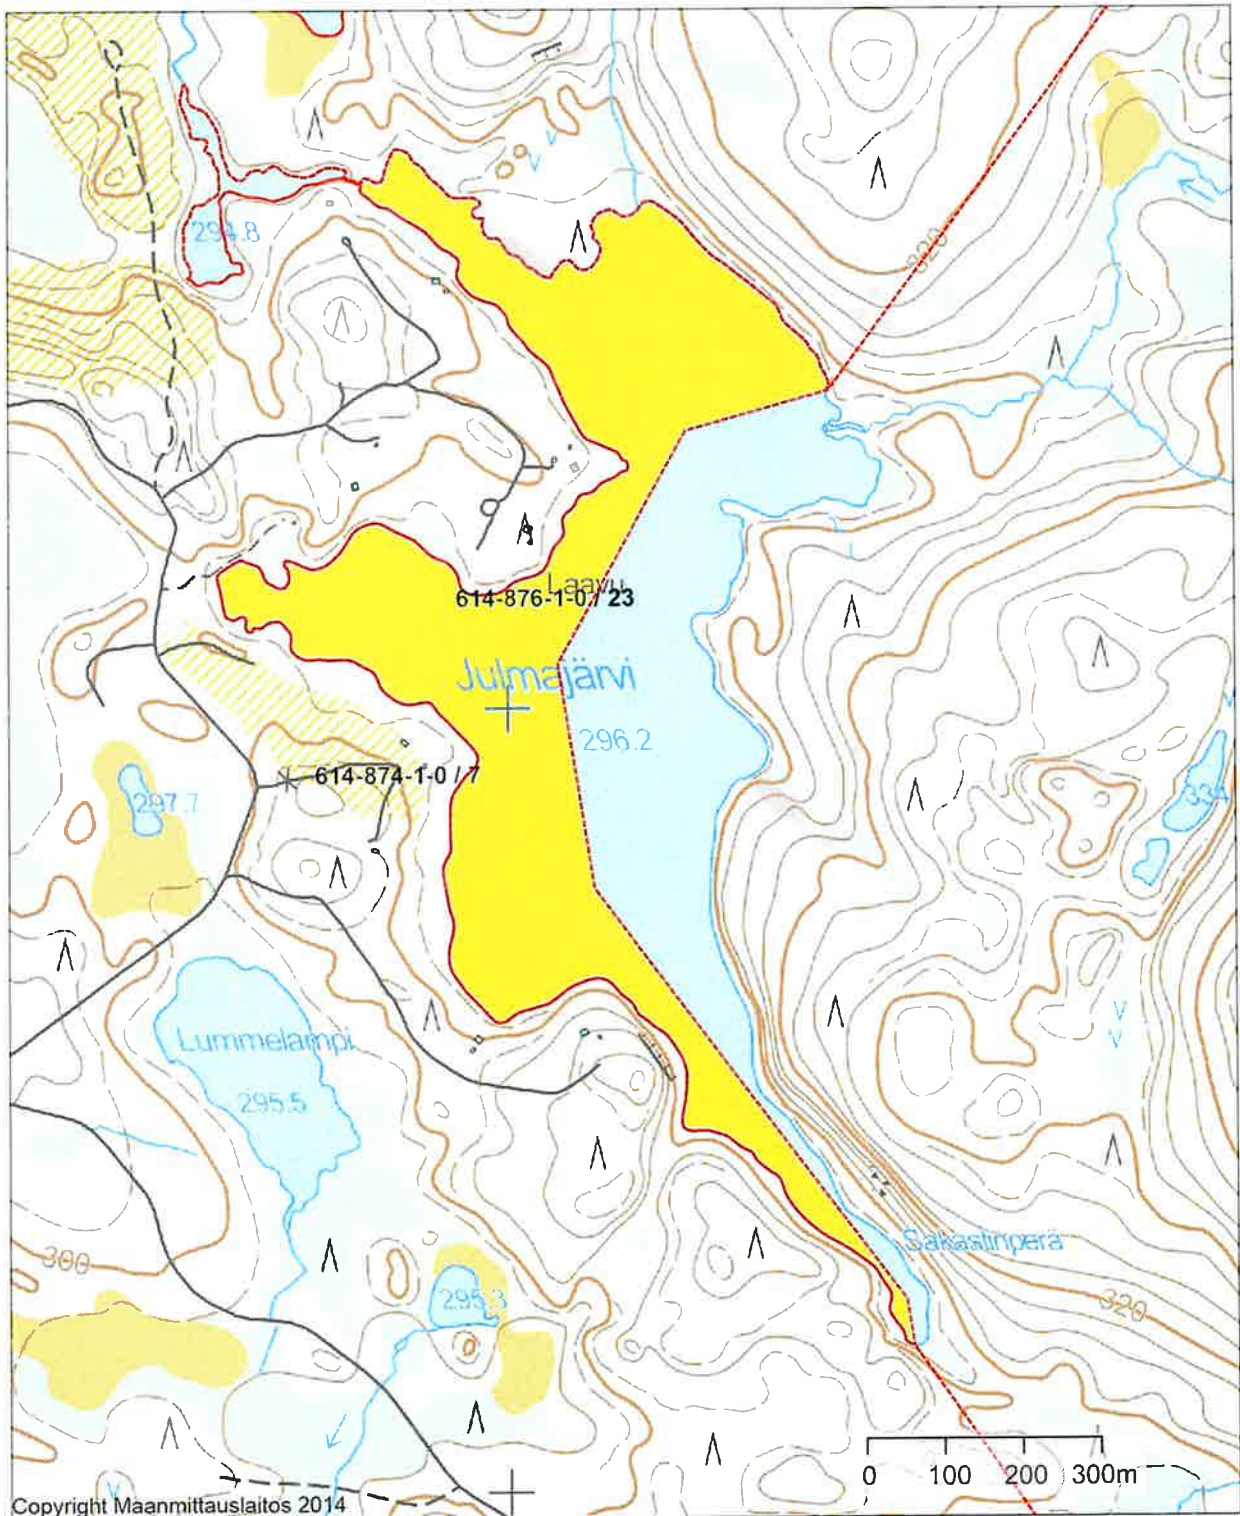 294.8
320
Laavu
614-876-1-0 / 23
Julmajärvi
296.2
614-874-1-0 / 7
297.7
334
Lummelampi
295.5
Sakastinperä
300
295.3
320
0 100 200 300m
Copyright Maanmittauslaitos 2014